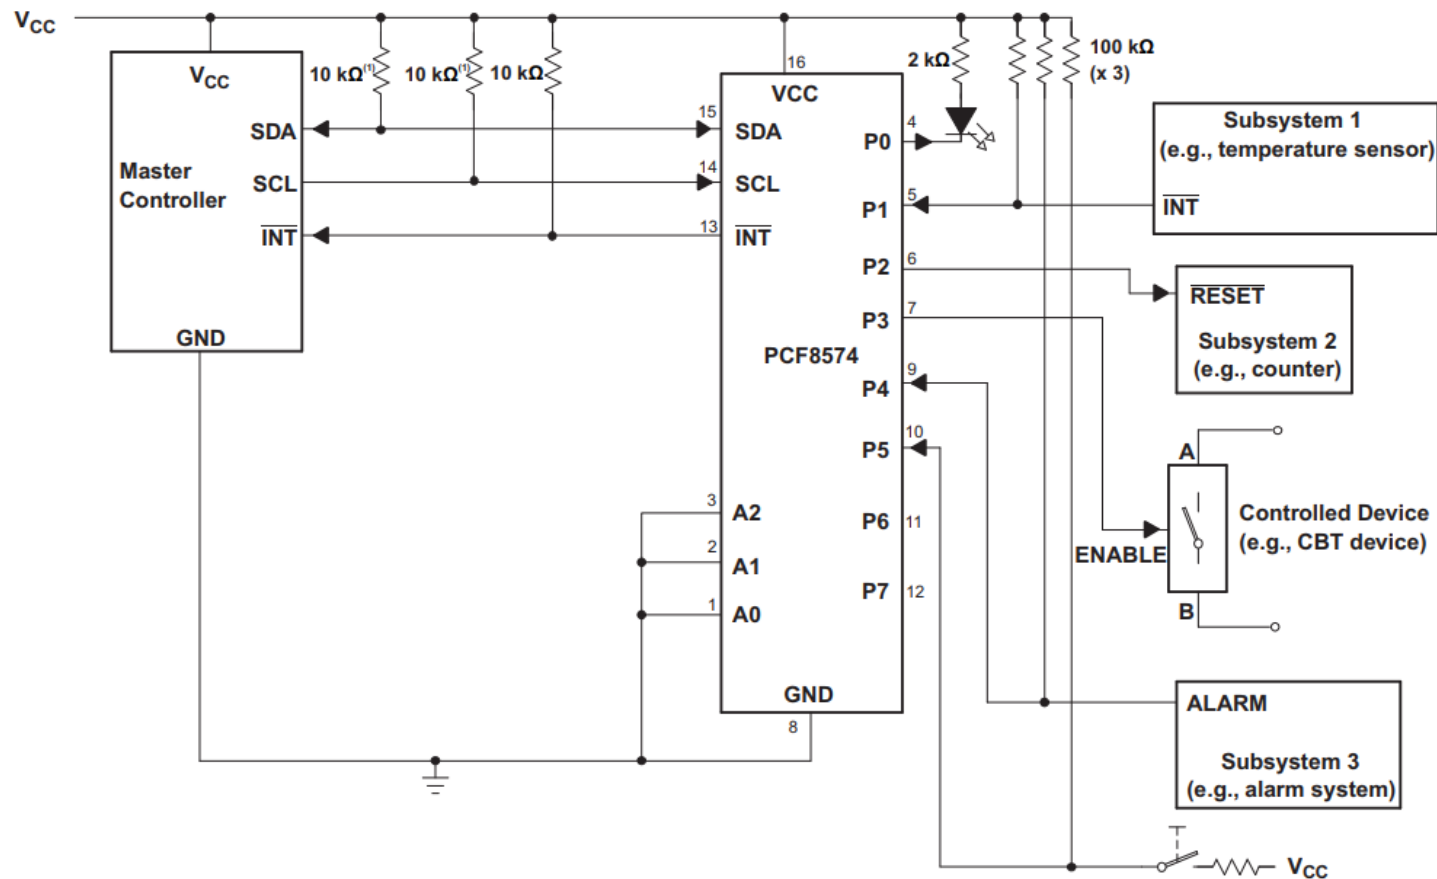 VCC
VCC
10 kΩ(1)
10 kΩ(1)
10 kΩ
SDA
SCL
INT
Master
Controller
GND
16
VCC
15
SDA
14
SCL
13
INT
PCF8574
3
A2
2
A1
1
A0
GND
8
P0
4
P1
5
P2
6
P3
7
P4
9
P5
10
P6
11
P7
12
2 kΩ
100 kΩ
(x 3)
Subsystem 1
(e.g., temperature sensor)
INT
RESET
Subsystem 2
(e.g., counter)
A
ENABLE
B
Controlled Device
(e.g., CBT device)
ALARM
Subsystem 3
(e.g., alarm system)
VCC